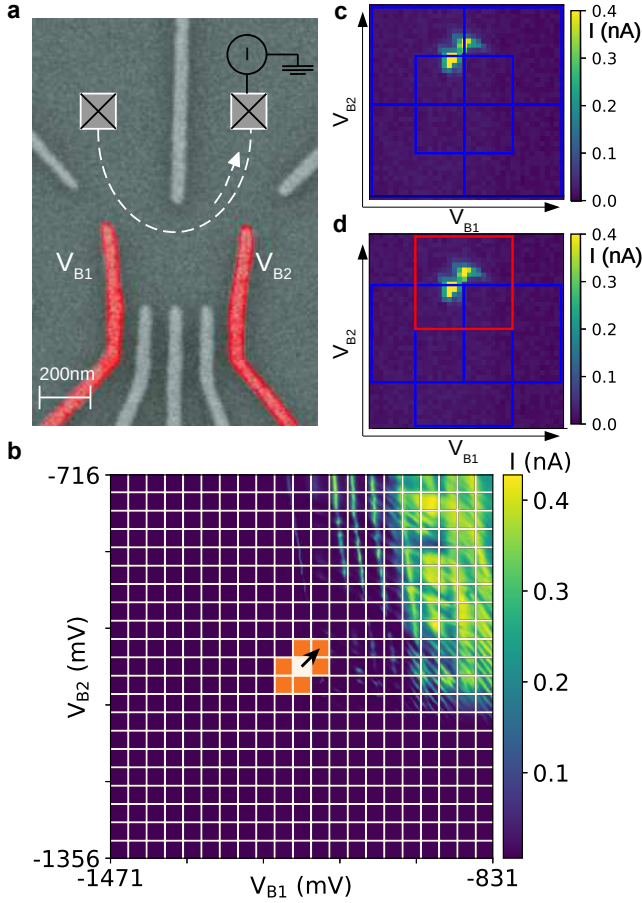 a
I
V_B1
V_B2
200nm
c
V_B2
V_B1
I (nA)
0.4
0.3
0.2
0.1
0.0
d
V_B2
V_B1
I (nA)
0.4
0.3
0.2
0.1
0.0
b
-716
V_B2 (mV)
-1356
-1471
V_B1 (mV)
-831
I (nA)
0.4
0.3
0.2
0.1